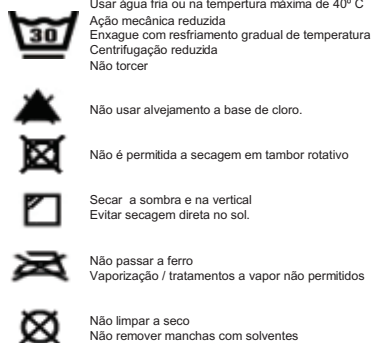 Usar água fria ou na tempertura máxima de 40º C
Ação mecânica reduzida
30
Enxague com resfriamento gradual de temperatura
Centrifugação reduzida
Não torcer
Não usar alvejamento a base de cloro.
Não é permitida a secagem em tambor rotativo
Secar a sombra e na vertical
Evitar secagem direta no sol.
Não passar a ferro
Vaporização / tratamentos a vapor não permitidos
Não limpar a seco
Não remover manchas com solventes